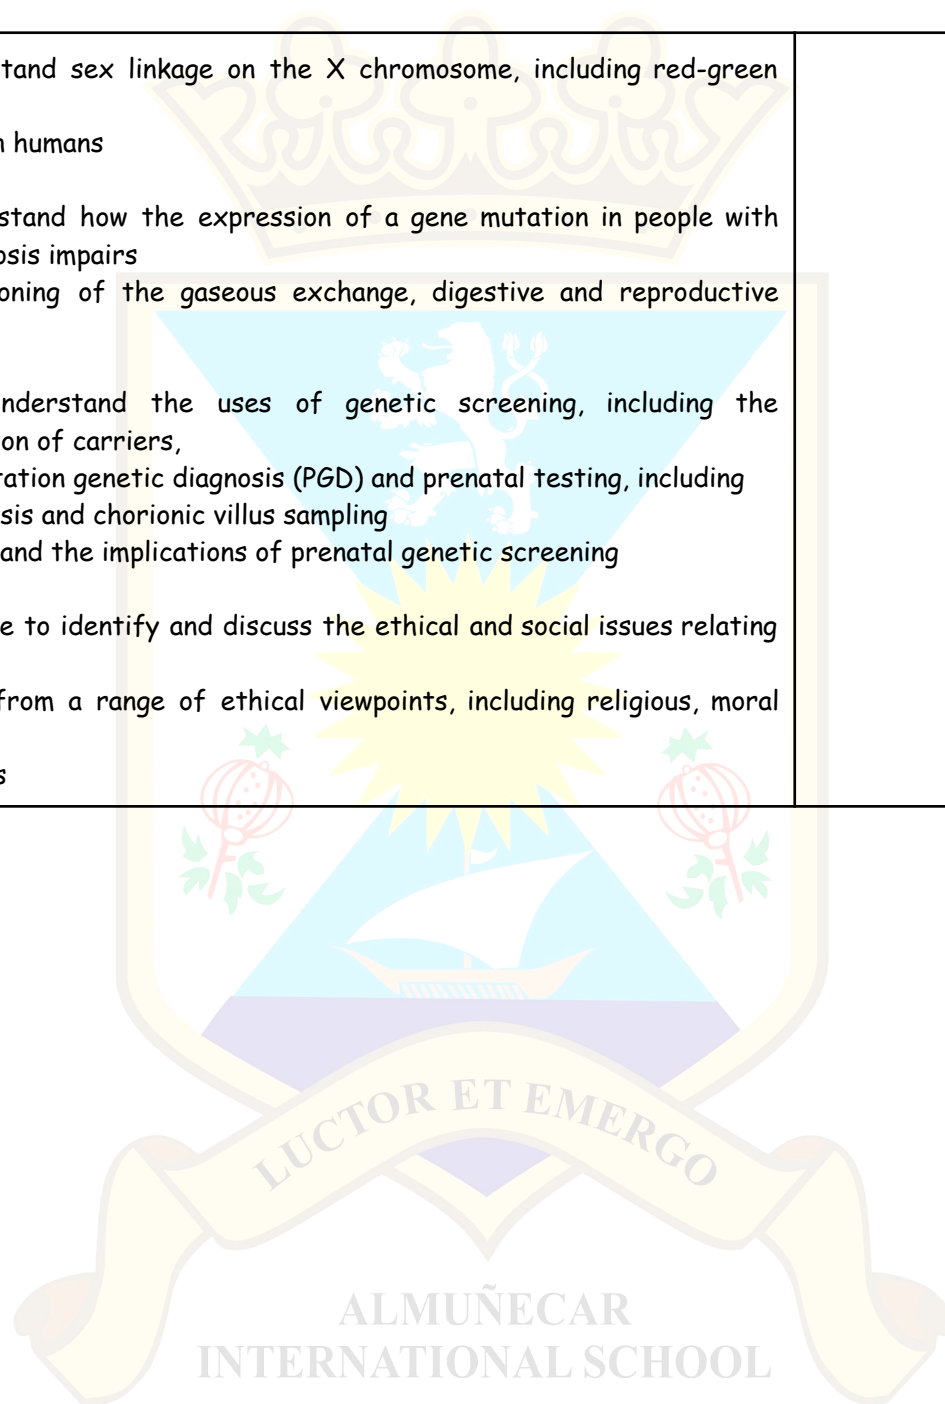 tand sex linkage on the X chromosome, including red-green
n humans
stand how the expression of a gene mutation in people with
osis impairs
oning of the gaseous exchange, digestive and reproductive
nderstand the uses of genetic screening, including the
on of carriers,
tation genetic diagnosis (PGD) and prenatal testing, including
sis and chorionic villus sampling
and the implications of prenatal genetic screening
e to identify and discuss the ethical and social issues relating
from a range of ethical viewpoints, including religious, moral
s
LUCTOR ET EMERGO
ALMUÑECAR
INTERNATIONAL SCHOOL